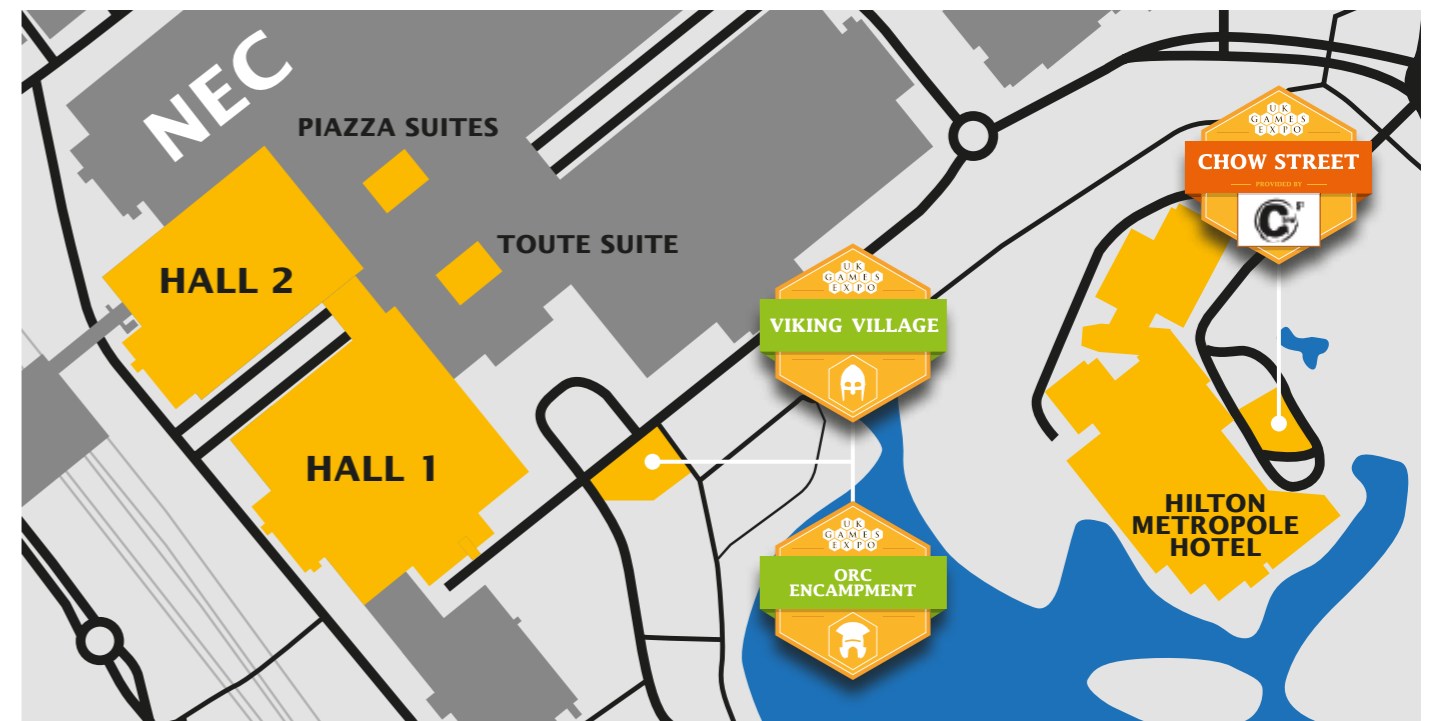 NEC
PIAZZA SUITES
TOUTE SUITE
HALL 2
HALL 1
UK
GAMES
EXPO
VIKING VILLAGE
UK
GAMES
EXPO
ORC
ENCAMPMENT
UK
GAMES
EXPO
CHOW STREET
PROVIDED BY
HILTON
METROPOLE
HOTEL